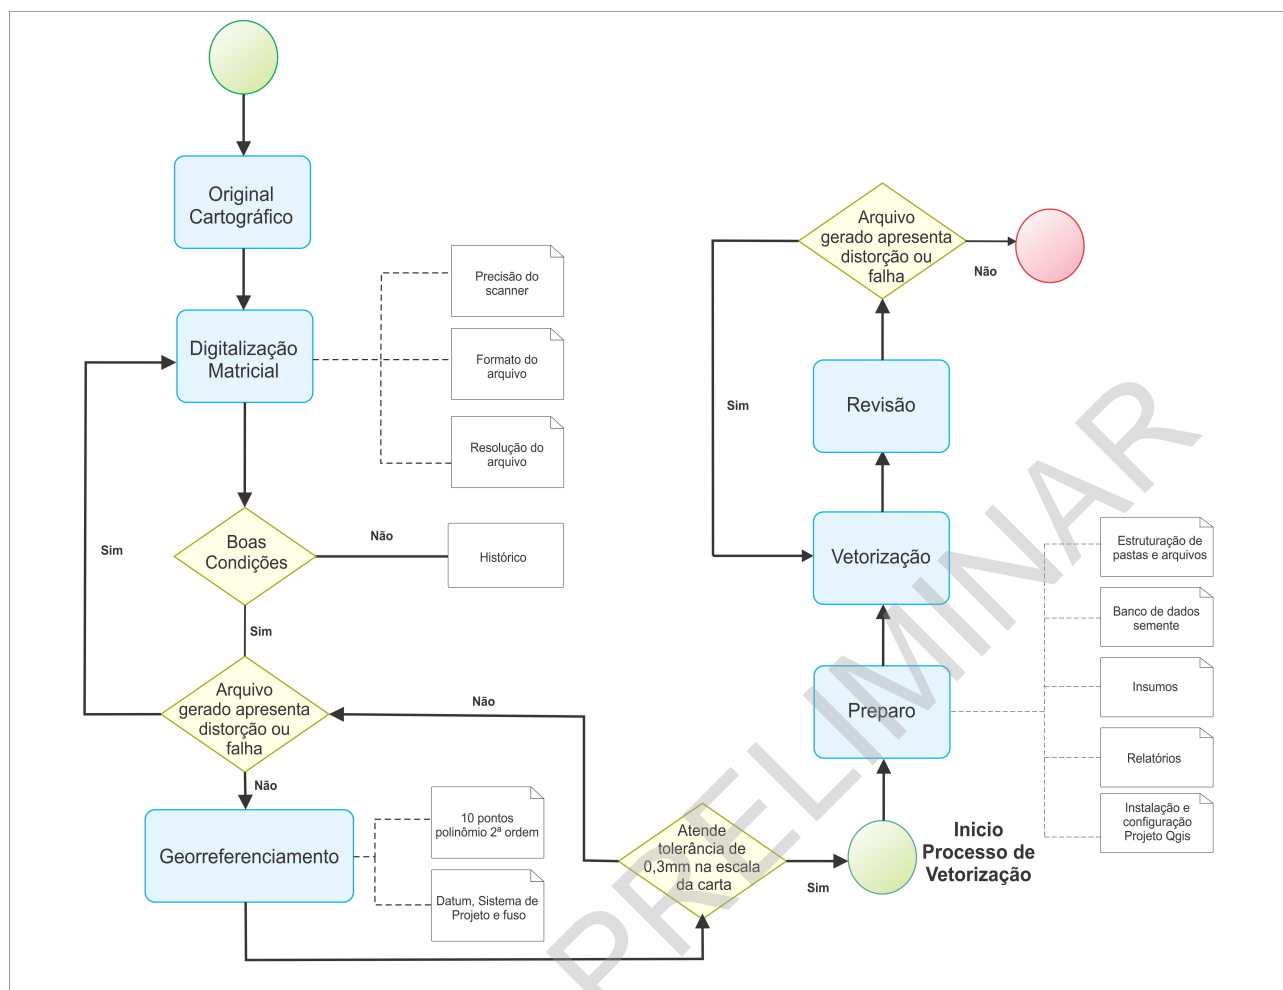 Original
Cartográfico
Digitalização
Matricial
Precisão do
scanner
Formato do
arquivo
Resolução do
arquivo
Boas
Condições
Não
Histórico
Sim
Sim
Arquivo
gerado apresenta
distorção ou
falha
Não
Georreferenciamento
10 pontos
polinômio 2ª ordem
Datum, Sistema de
Projeto e fuso
Não
Atende
tolerância de
0,3mm na escala
da carta
Sim
Inicio
Processo de
Vetorização
Preparo
Estruturação de
pastas e arquivos
Banco de dados
semente
Insumos
Relatórios
Instalação e
configuração
Projeto Qgis
Vetorização
Revisão
Sim
Arquivo
gerado apresenta
distorção ou
falha
Não
PRELIMINAR